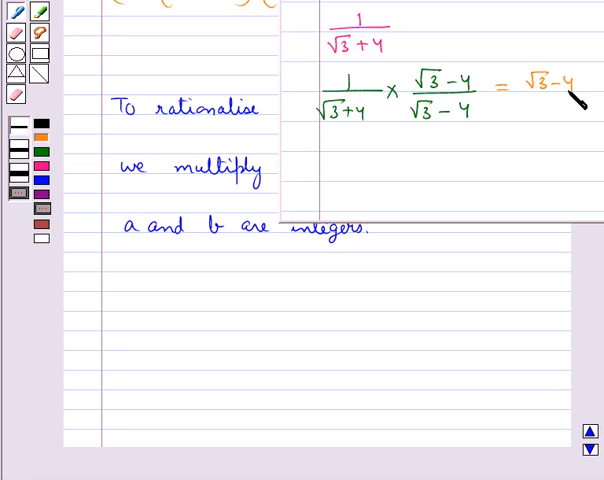 1/(√3+4)
1/(√3+4) × (√3-4)/(√3-4) = √3-4
To rationalise
we multiply
a and b are integers.